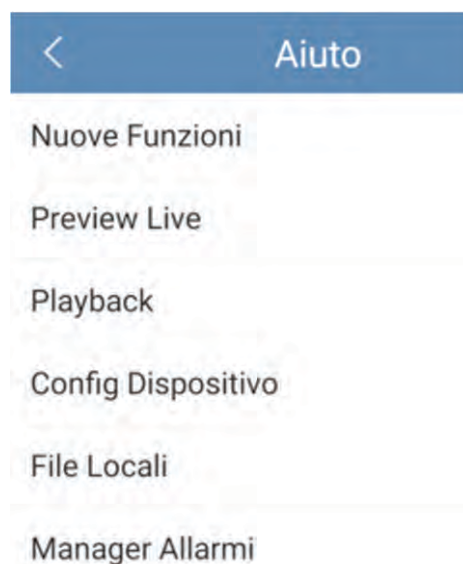 Aiuto
Nuove Funzioni
Preview Live
Playback
Config Dispositivo
File Locali
Manager Allarmi